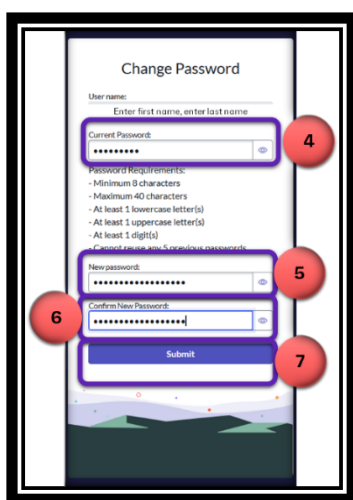 Change Password
User name:
Enter first name, enter last name
Current Password:
4
Password Requirements:
- Minimum 8 characters
- Maximum 40 characters
- At least 1 lowercase letter(s)
- At least 1 uppercase letter(s)
- At least 1 digit(s)
- Cannot reuse any 5 previous passwords
New password:
5
Confirm New Password:
6
Submit
7